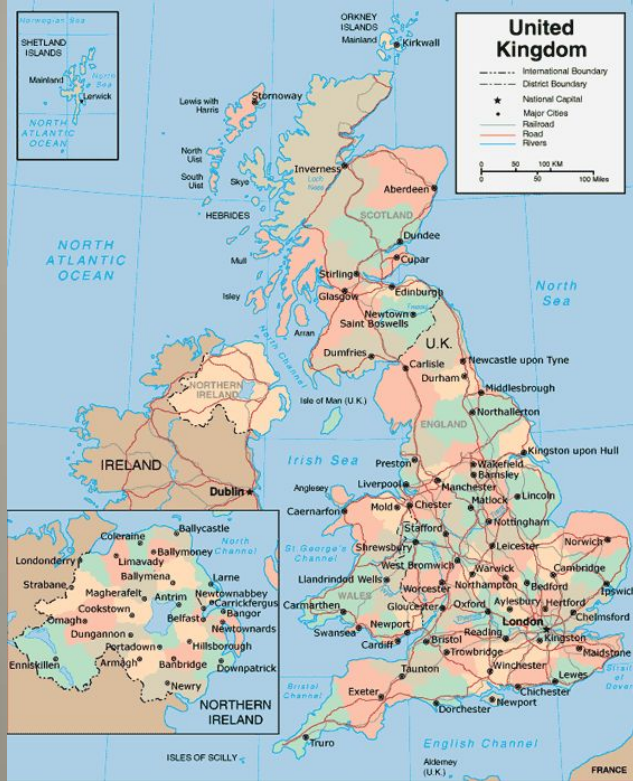 Norwegian Sea
SHETLAND
ISLANDS
Mainland
North
Sea
Lerwick
NORTH
ATLANTIC
OCEAN
ORKNEY
ISLANDS
Mainland
Kirkwall
United
Kingdom
International Boundary
District Boundary
National Capital
Major Cities
Railroad
Road
Rivers
0 50 100 KM
0 50 100 Miles
Lewis with
Harris
Stornoway
North
Uist
South
Uist
Skye
HEBRIDES
Inverness
Loch
Ness
Aberdeen
SCOTLAND
Dundee
Cupar
Mull
Stirling
Glasgow
Edinburgh
Isley
Newtown
Saint Boswells
Tweed
Arran
Dumfries
NORTH
ATLANTIC
OCEAN
North
Sea
North Channel
U.K.
Carlisle
Newcastle upon Tyne
Durham
Middlesbrough
Northallerton
NORTHERN
IRELAND
Isle of Man (U.K.)
ENGLAND
IRELAND
Irish Sea
Dublin
Preston
Kingston upon Hull
Wakefield
Barnsley
Liverpool
Manchester
Anglesey
Caernarfon
Mold
Chester
Matlock
Lincoln
Stafford
Nottingham
St George's
Channel
Shrewsbury
Leicester
Norwich
West Bromwich
Llandrindod Wells
Warwick
Cambridge
WALES
Worcester
Northampton
Bedford
Ipswich
Carmarthen
Gloucester
Oxford
Aylesbury
Hertford
Chelmsford
Swansea
Newport
Thames
London
Cardiff
Bristol
Reading
Kingston
Trowbridge
Maidstone
Bristol
Channel
Taunton
Winchester
Strait
of Dover
Lewes
Exeter
Chichester
Newport
Dorchester
Truro
ISLES OF SCILLY
English Channel
Alderney
(U.K.)
FRANCE
Ballycastle
Coleraine
North
Channel
Londonderry
Limavady
Ballymoney
Strabane
Ballymena
Larne
Magherafelt
Antrim
Newtownabbey
Carrickfergus
Cookstown
Bangor
Omagh
Belfast
Newtownards
Dungannon
Portadown
Hillsborough
Enniskillen
Armagh
Banbridge
Downpatrick
Newry
NORTHERN
IRELAND